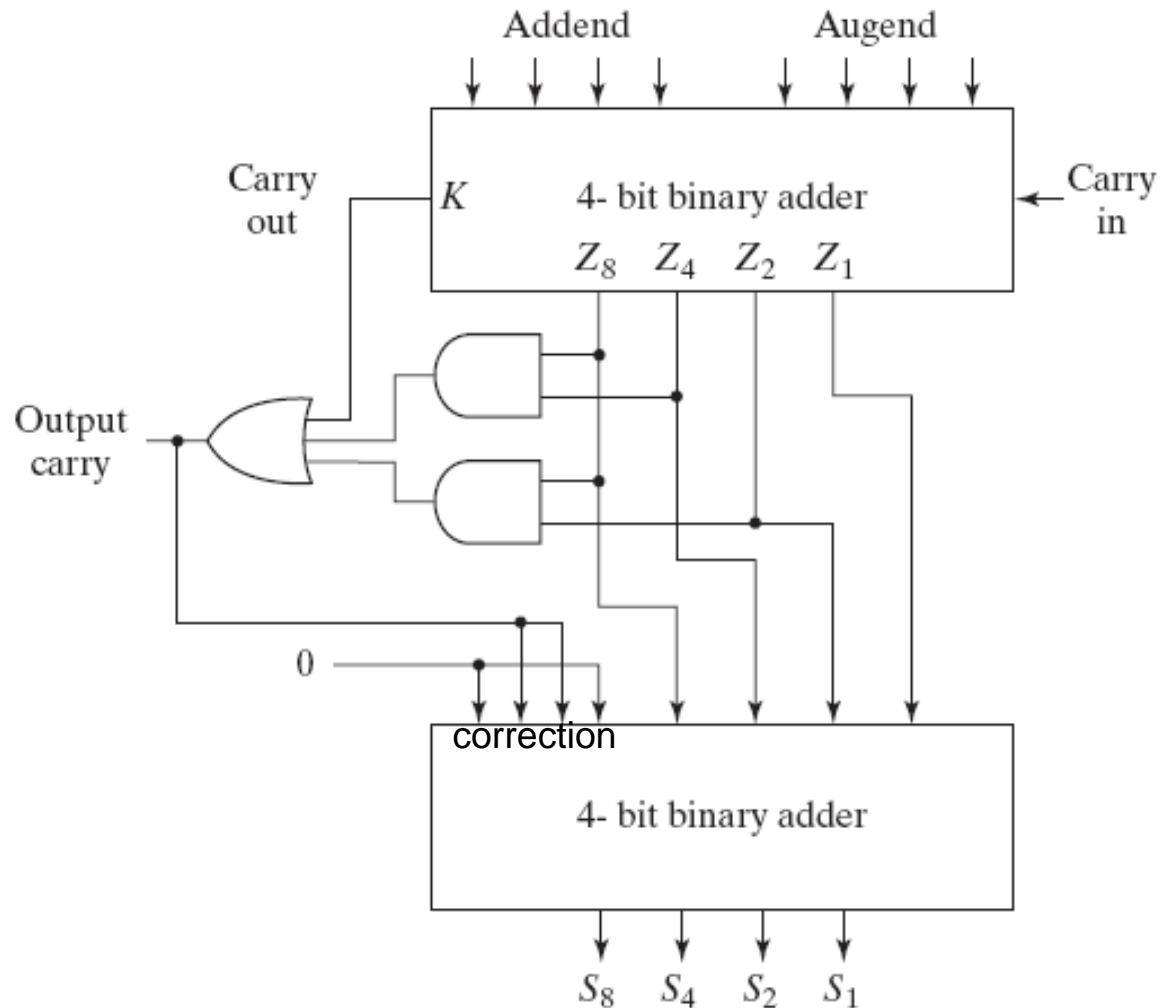 Addend Augend
Carry out
K
4- bit binary adder
Carry in
Z8 Z4 Z2 Z1
Output carry
0
correction
4- bit binary adder
S8 S4 S2 S1